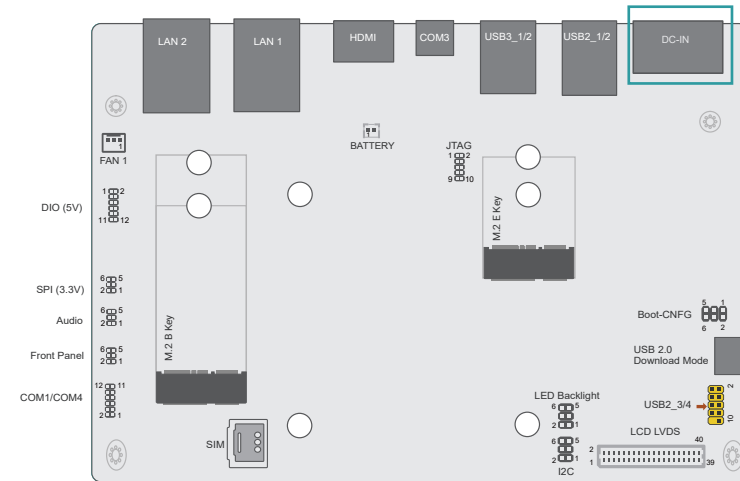 LAN 2
LAN 1
HDMI
COM3
USB3_1/2
USB2_1/2
DC-IN
1
FAN 1
1
BATTERY
JTAG
1 2
9 10
DIO (5V)
1 2
11 12
M.2 E Key
SPI (3.3V)
6 5
2 1
Audio
6 5
2 1
Front Panel
6 5
2 1
COM1/COM4
12 11
2 1
M.2 B Key
SIM
Boot-CNFG
5 1
6 2
USB 2.0
Download Mode
LED Backlight
6 5
2 1
USB2_3/4
2
10
6 5
2 1
I2C
LCD LVDS
40
2
1
39